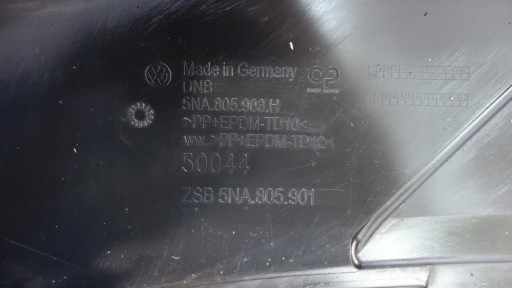 Made in Germany
DNB
5NA.805.903.H
>PP+EPDM-TD10<
ww.>PP+EPDM-TD12<
50044
ZSB 5NA.805.901